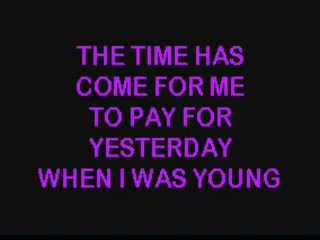 THE TIME HAS
COME FOR ME
TO PAY FOR
YESTERDAY
WHEN I WAS YOUNG